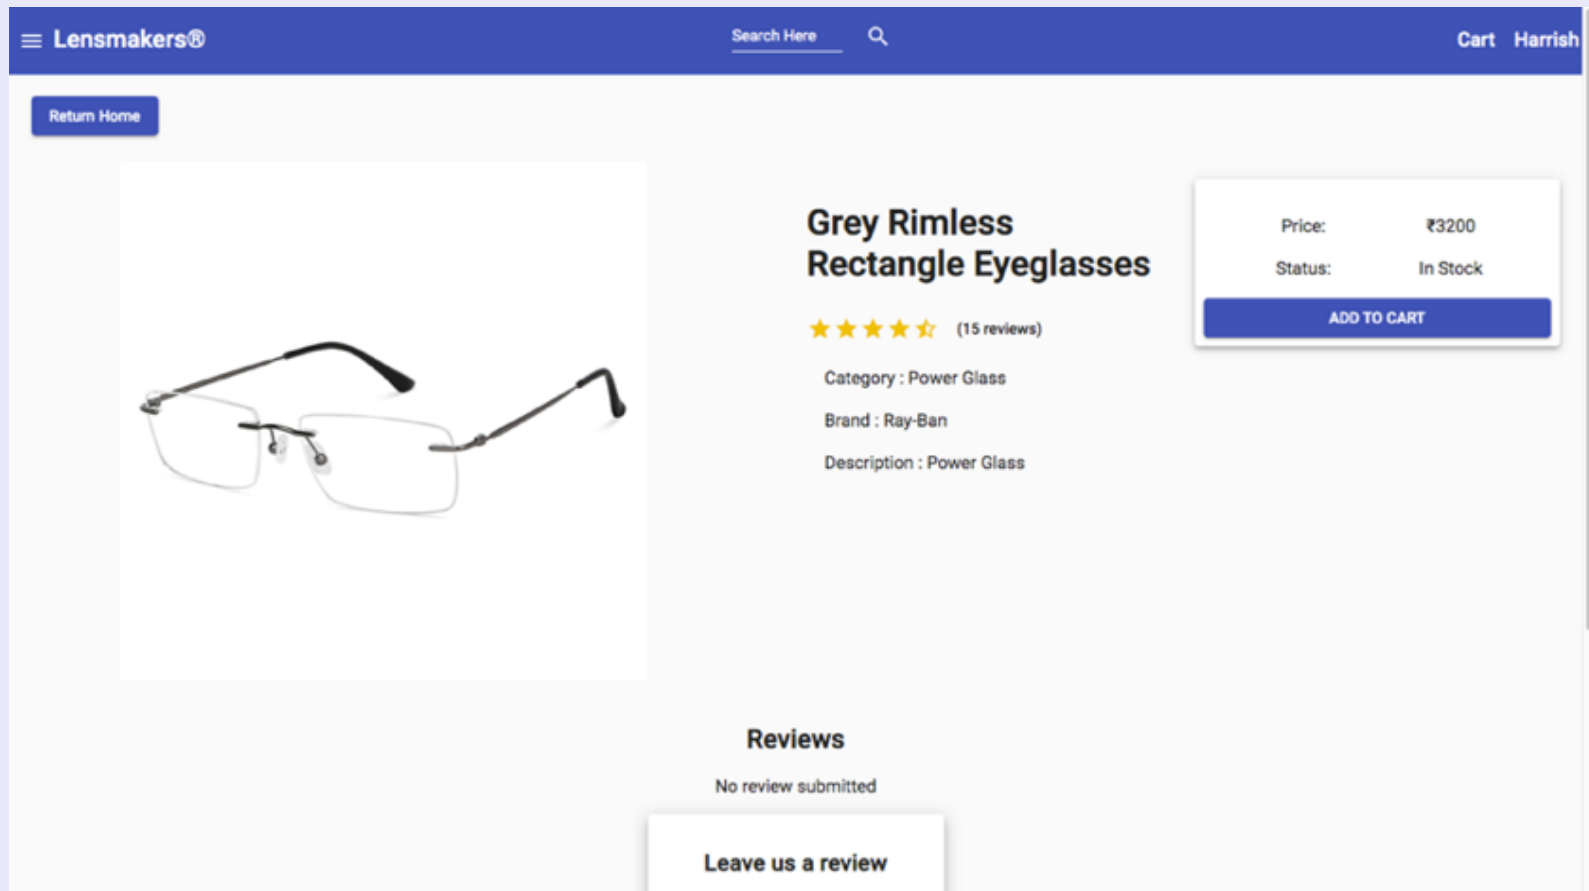 Lensmakers®
Search Here
Cart Harrish
Return Home
Grey Rimless
Rectangle Eyeglasses
(15 reviews)
Category : Power Glass
Brand : Ray-Ban
Description : Power Glass
Price: ₹3200
Status: In Stock
ADD TO CART
Reviews
No review submitted
Leave us a review